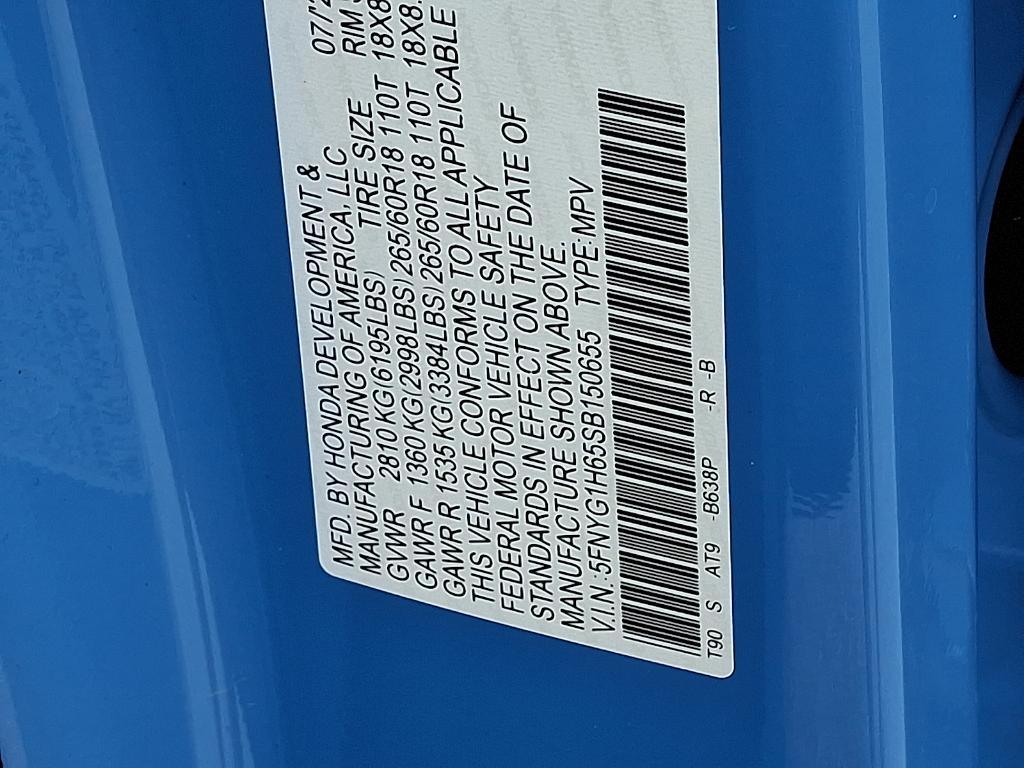 MFD. BY HONDA DEVELOPMENT & 07/
MANUFACTURING OF AMERICA, LLC
GVWR 2810 KG(6195LBS) TIRE SIZE RIM
GAWR F 1360 KG(2998LBS) 265/60R18 110T 18X8
GAWR R 1535 KG(3384LBS) 265/60R18 110T 18X8.
THIS VEHICLE CONFORMS TO ALL APPLICABLE
FEDERAL MOTOR VEHICLE SAFETY
STANDARDS IN EFFECT ON THE DATE OF
MANUFACTURE SHOWN ABOVE.
V.I.N.:5FNYG1H65SB150655 TYPE:MPV
T90 S AT9 -B638P -R -B